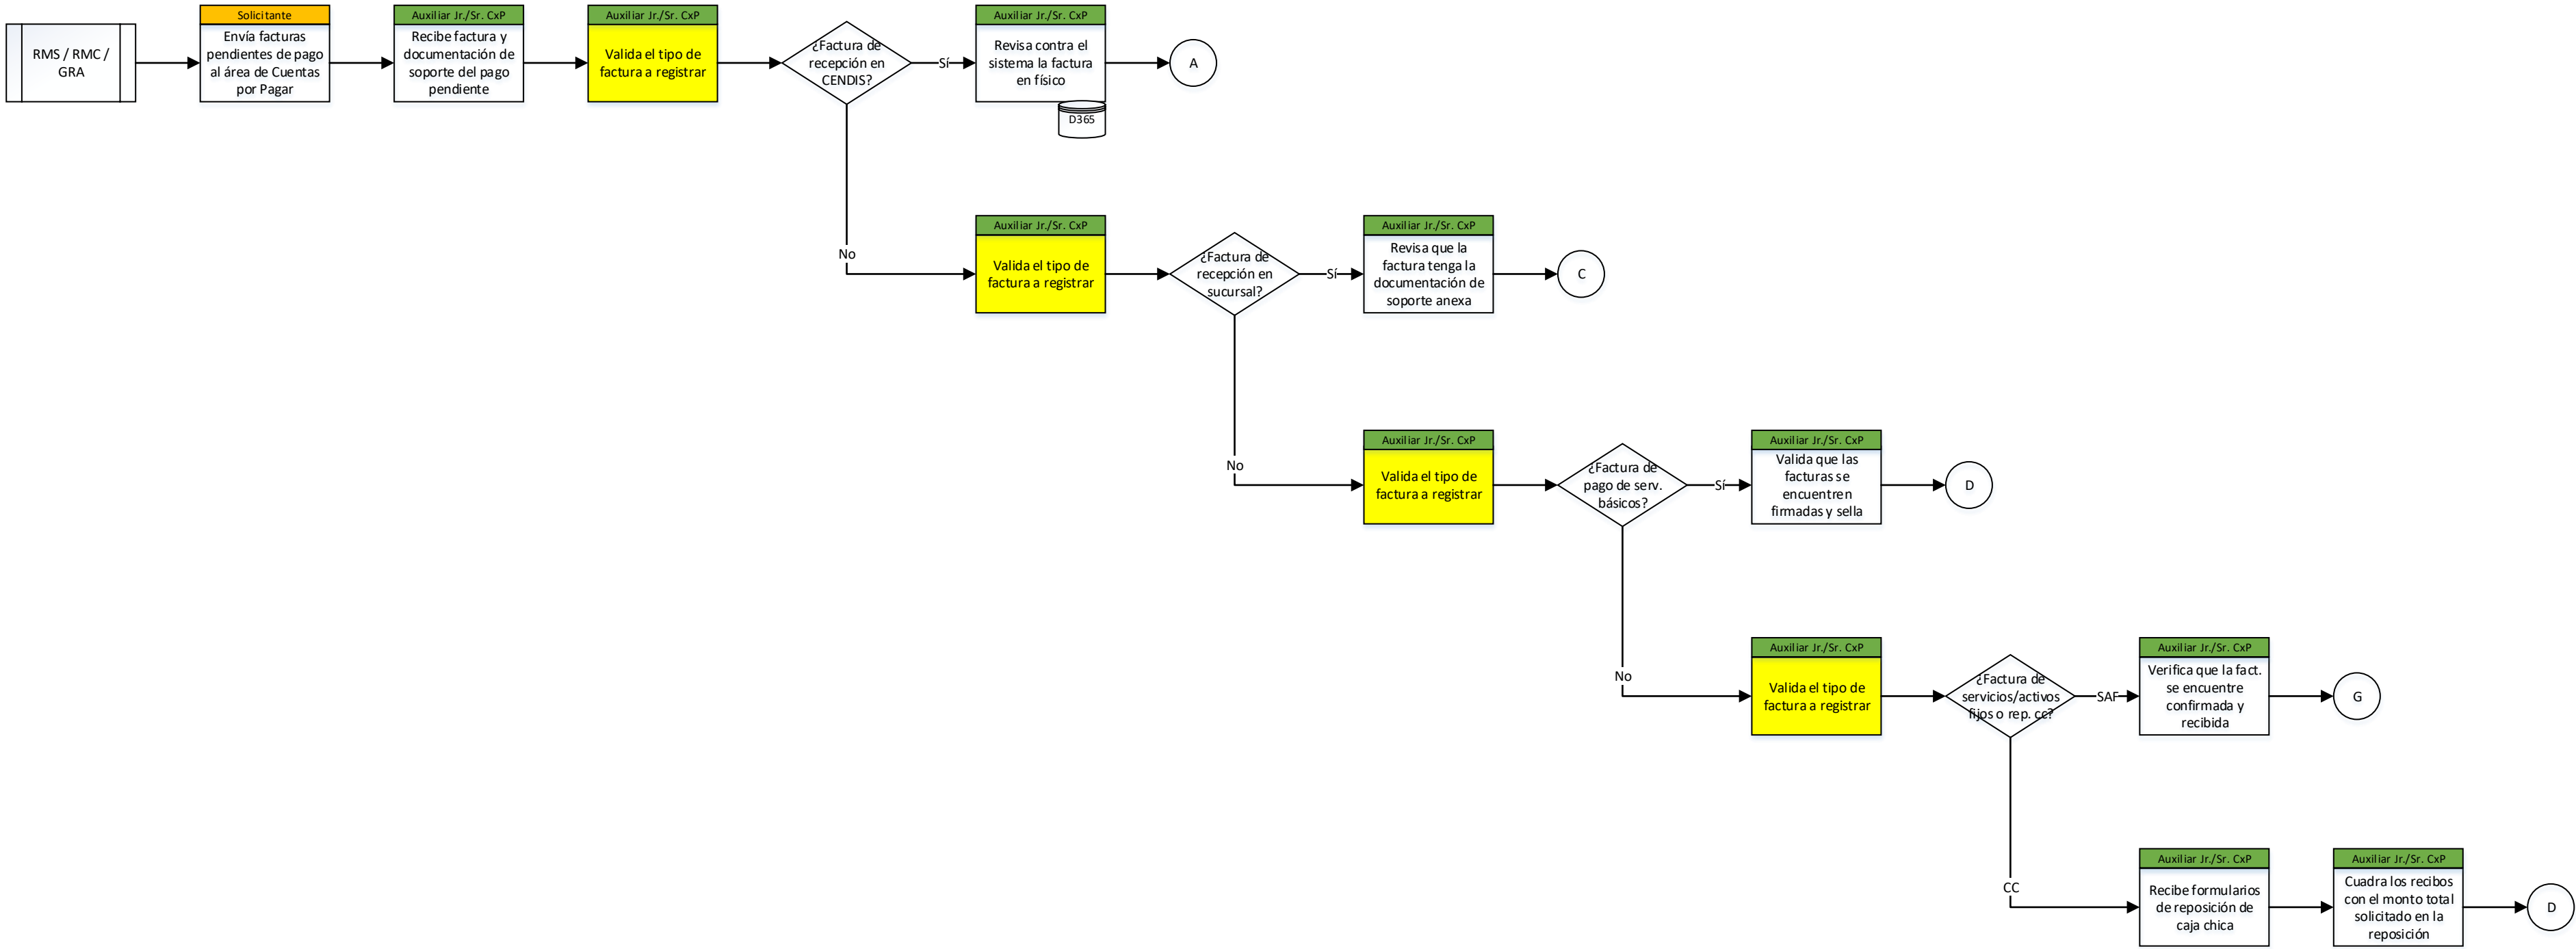 RMS / RMC /
GRA
Solicitante
Envía facturas
pendientes de pago
al área de Cuentas
por Pagar
Auxiliar Jr./Sr. CxP
Recibe factura y
documentación de
soporte del pago
pendiente
Auxiliar Jr./Sr. CxP
Valida el tipo de
factura a registrar
¿Factura de
recepción en
CENDIS?
Sí
Auxiliar Jr./Sr. CxP
Revisa contra el
sistema la factura
en físico
D365
A
No
Auxiliar Jr./Sr. CxP
Valida el tipo de
factura a registrar
¿Factura de
recepción en
sucursal?
Sí
Auxiliar Jr./Sr. CxP
Revisa que la
factura tenga la
documentación de
soporte anexa
C
No
Auxiliar Jr./Sr. CxP
Valida el tipo de
factura a registrar
¿Factura de
pago de serv.
básicos?
Sí
Auxiliar Jr./Sr. CxP
Valida que las
facturas se
encuentren
firmadas y sella
D
No
Auxiliar Jr./Sr. CxP
Valida el tipo de
factura a registrar
¿Factura de
servicios/activos
fijos o rep. cc?
SAF
Auxiliar Jr./Sr. CxP
Verifica que la fact.
se encuentre
confirmada y
recibida
G
CC
Auxiliar Jr./Sr. CxP
Recibe formularios
de reposición de
caja chica
Auxiliar Jr./Sr. CxP
Cuadra los recibos
con el monto total
solicitado en la
reposición
D